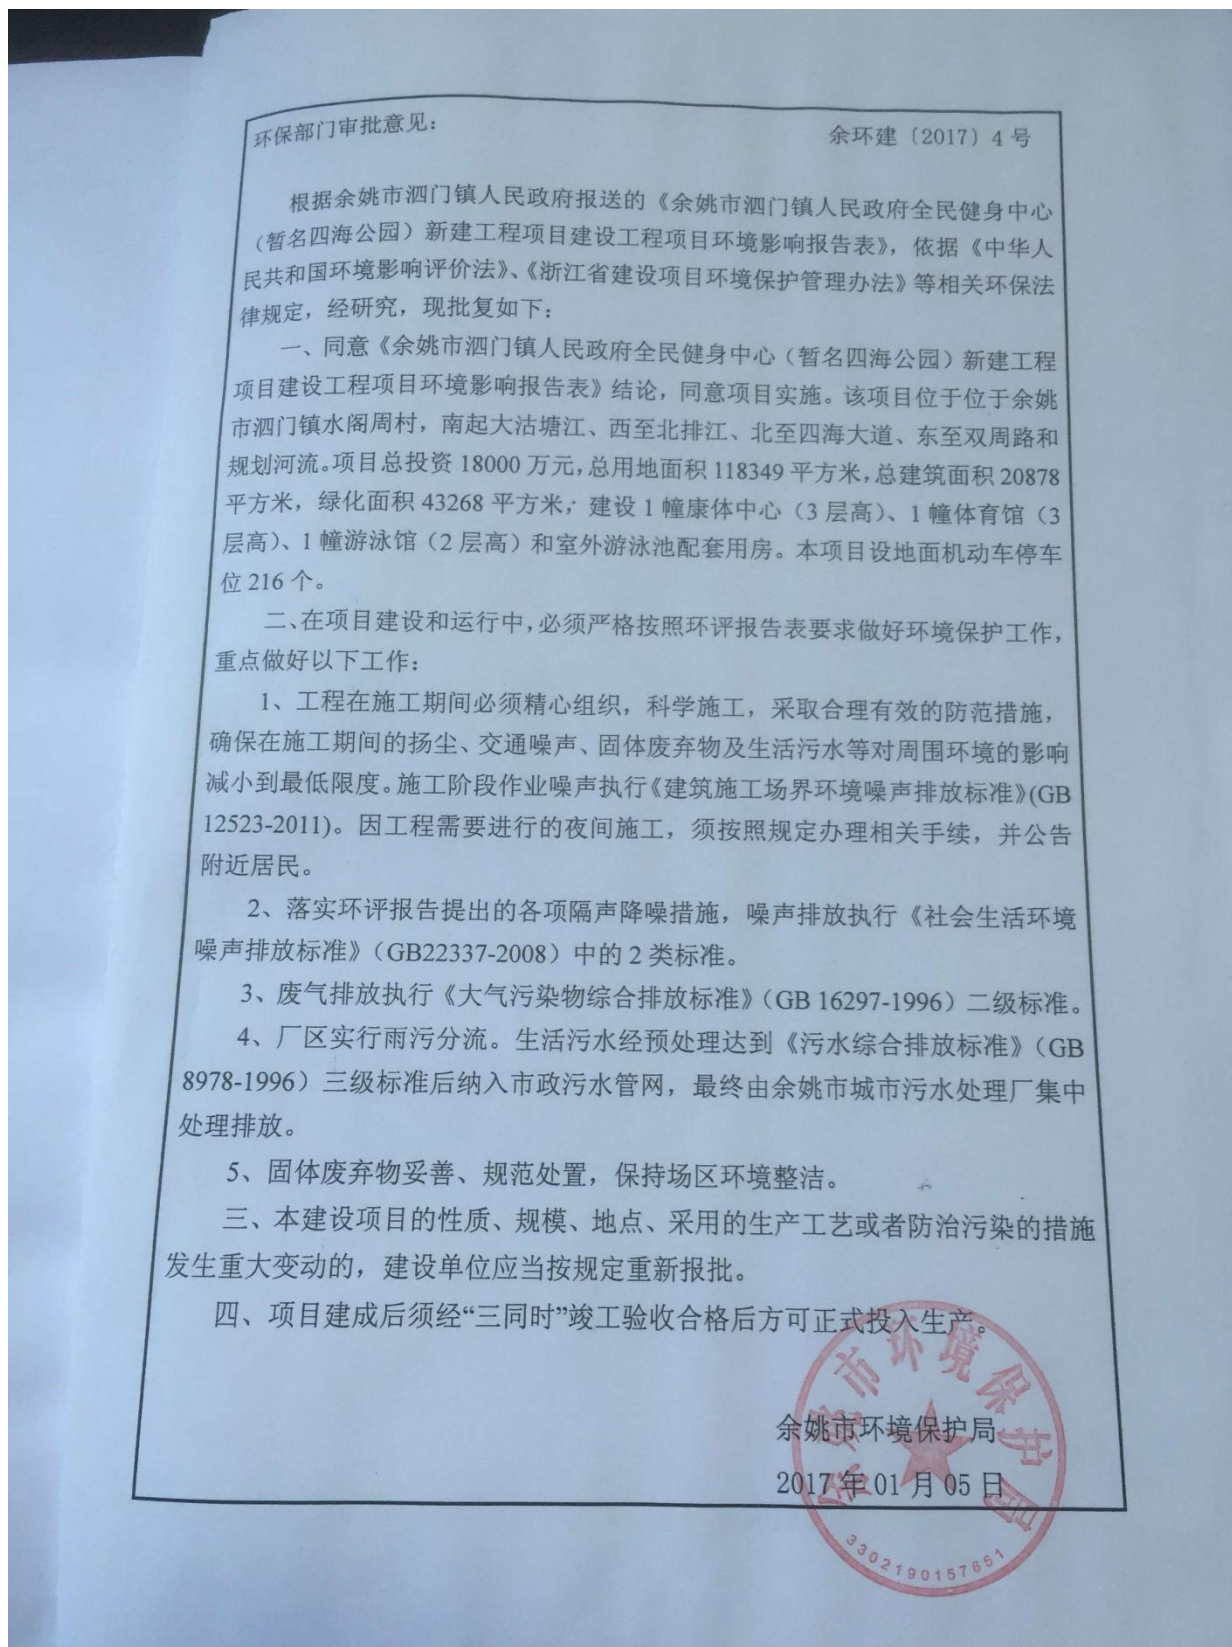 环保部门审批意见：
余环建〔2017〕4号
根据余姚市泗门镇人民政府报送的《余姚市泗门镇人民政府全民健身中心
（暂名四海公园）新建工程项目建设工程项目环境影响报告表》，依据《中华人
民共和国环境影响评价法》、《浙江省建设项目环境保护管理办法》等相关环保法
律规定，经研究，现批复如下：
一、同意《余姚市泗门镇人民政府全民健身中心（暂名四海公园）新建工程
项目建设工程项目环境影响报告表》结论，同意项目实施。该项目位于位于余姚
市泗门镇水阁周村，南起大沽塘江、西至北排江、北至四海大道、东至双周路和
规划河流。项目总投资18000万元，总用地面积118349平方米，总建筑面积20878
平方米，绿化面积43268平方米；建设1幢康体中心（3层高）、1幢体育馆（3
层高）、1幢游泳馆（2层高）和室外游泳池配套用房。本项目设地面机动车停车
位216个。
二、在项目建设和运行中，必须严格按照环评报告表要求做好环境保护工作，
重点做好以下工作：
1、工程在施工期间必须精心组织，科学施工，采取合理有效的防范措施，
确保在施工期间的扬尘、交通噪声、固体废弃物及生活污水等对周围环境的影响
减小到最低限度。施工阶段作业噪声执行《建筑施工场界环境噪声排放标准》(GB
12523-2011)。因工程需要进行的夜间施工，须按照规定办理相关手续，并公告
附近居民。
2、落实环评报告提出的各项隔声降噪措施，噪声排放执行《社会生活环境
噪声排放标准》（GB22337-2008）中的2类标准。
3、废气排放执行《大气污染物综合排放标准》（GB 16297-1996）二级标准。
4、厂区实行雨污分流。生活污水经预处理达到《污水综合排放标准》（GB
8978-1996）三级标准后纳入市政污水管网，最终由余姚市城市污水处理厂集中
处理排放。
5、固体废弃物妥善、规范处置，保持场区环境整洁。
三、本建设项目的性质、规模、地点、采用的生产工艺或者防治污染的措施
发生重大变动的，建设单位应当按规定重新报批。
四、项目建成后须经“三同时”竣工验收合格后方可正式投入生产。
余姚市环境保护局
2017年01月05日
余姚市环境保护局
3302190157651